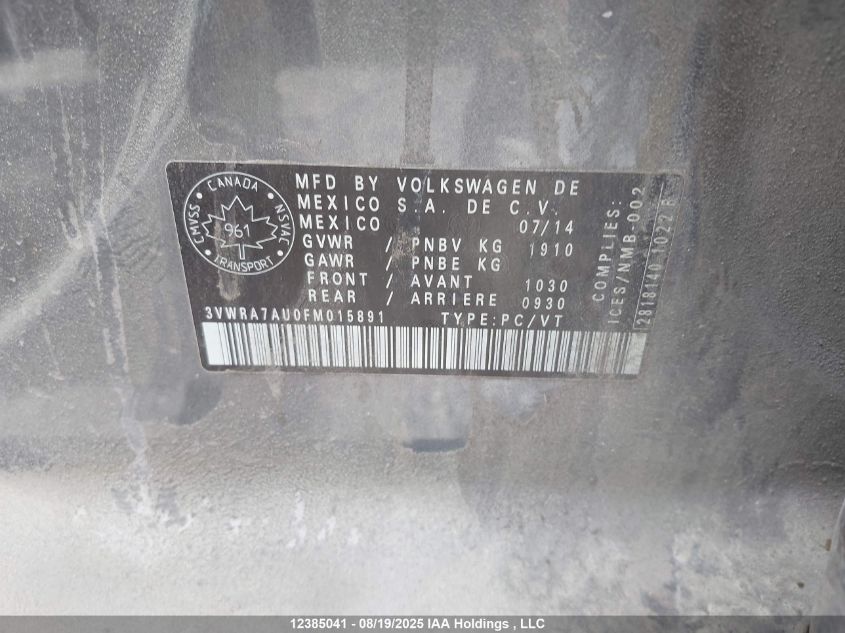 CANADA
CMVSS
NSVAC
961
TRANSPORT
MFD BY VOLKSWAGEN DE
MEXICO S.A. DE C.V.
MEXICO 07/14
GVWR / PNBV KG 1910
GAWR / PNBE KG
FRONT / AVANT 1030
REAR / ARRIERE 0930
3VWRA7AU0FM015891 TYPE:PC/VT
COMPLIES:
ICES/NMB-002
2818140 1022 B
12385041 - 08/19/2025 IAA Holdings , LLC